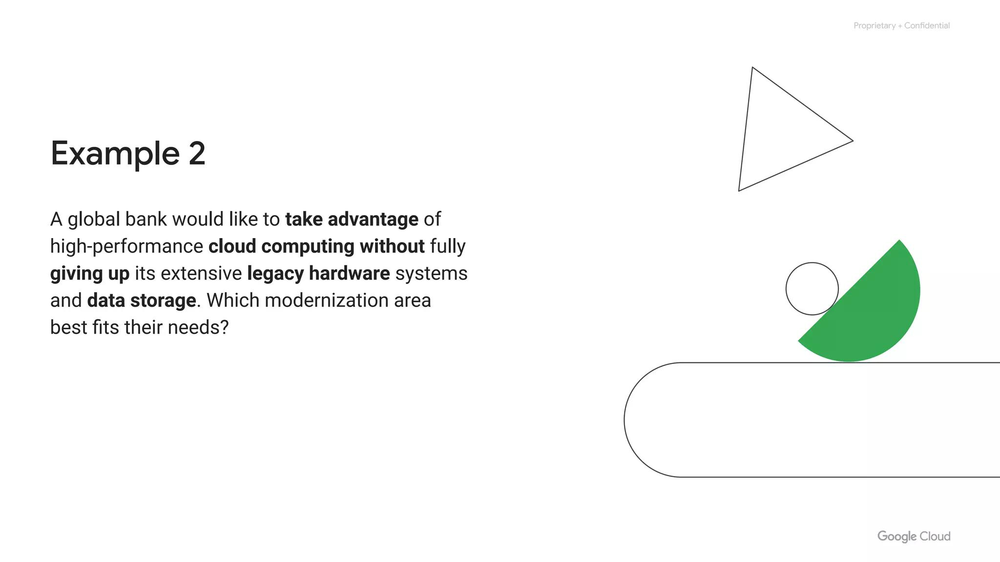 Proprietary + Confidential
Example 2
A global bank would like to take advantage of
high-performance cloud computing without fully
giving up its extensive legacy hardware systems
and data storage. Which modernization area
best fits their needs?
Google Cloud